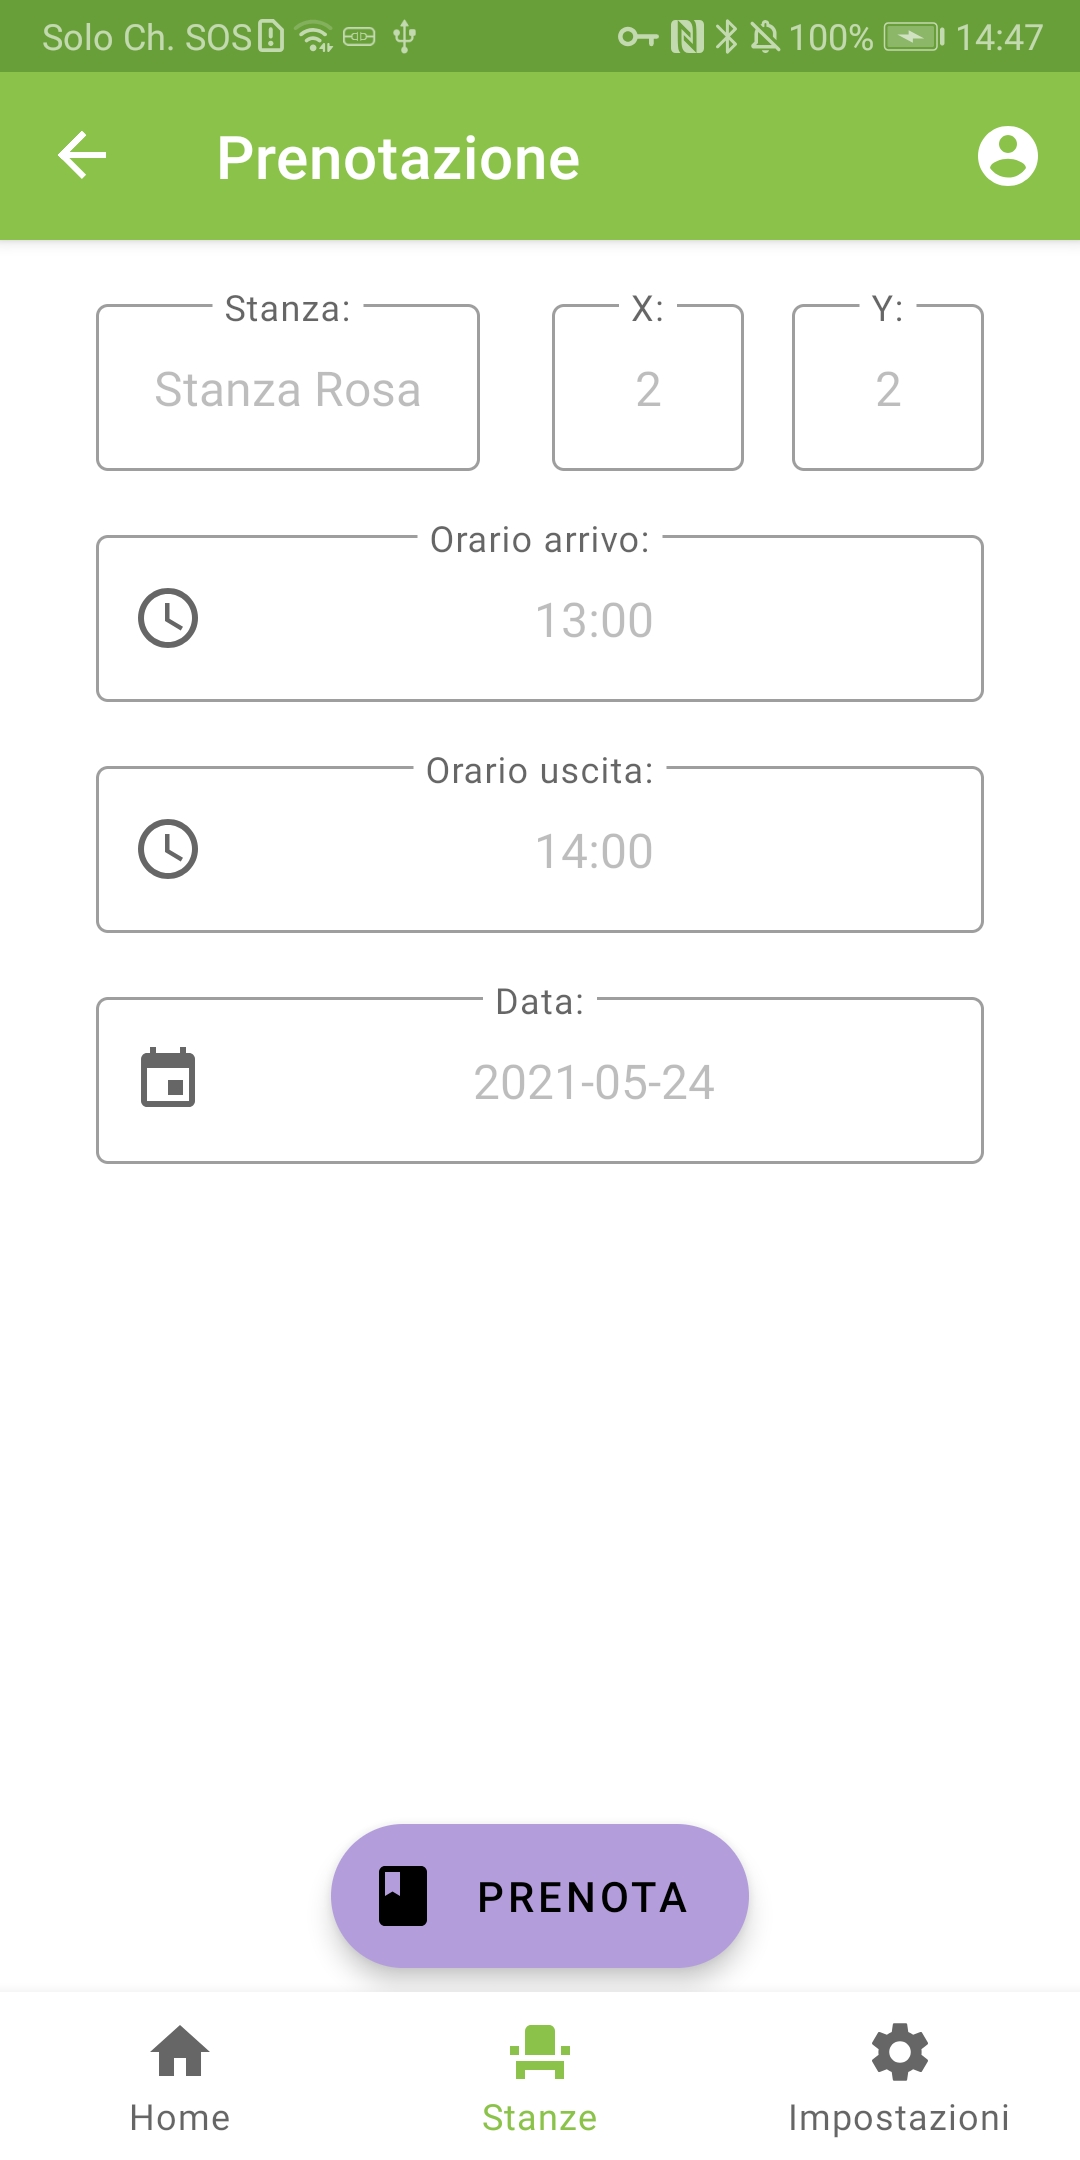 Solo Ch. SOS 100% 14:47
Prenotazione
Stanza: X: Y:
Stanza Rosa 2 2
Orario arrivo:
13:00
Orario uscita:
14:00
Data:
2021-05-24
PRENOTA
Home Stanze Impostazioni